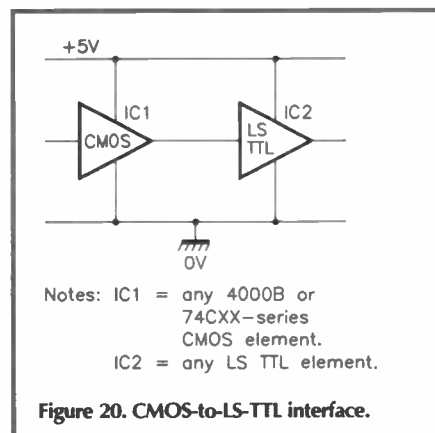 +5V
IC1
IC2
CMOS
LS
TTL
0V
Notes: IC1 = any 4000B or
74CXX-series
CMOS element.
IC2 = any LS TTL element.
Figure 20. CMOS-to-LS-TTL interface.